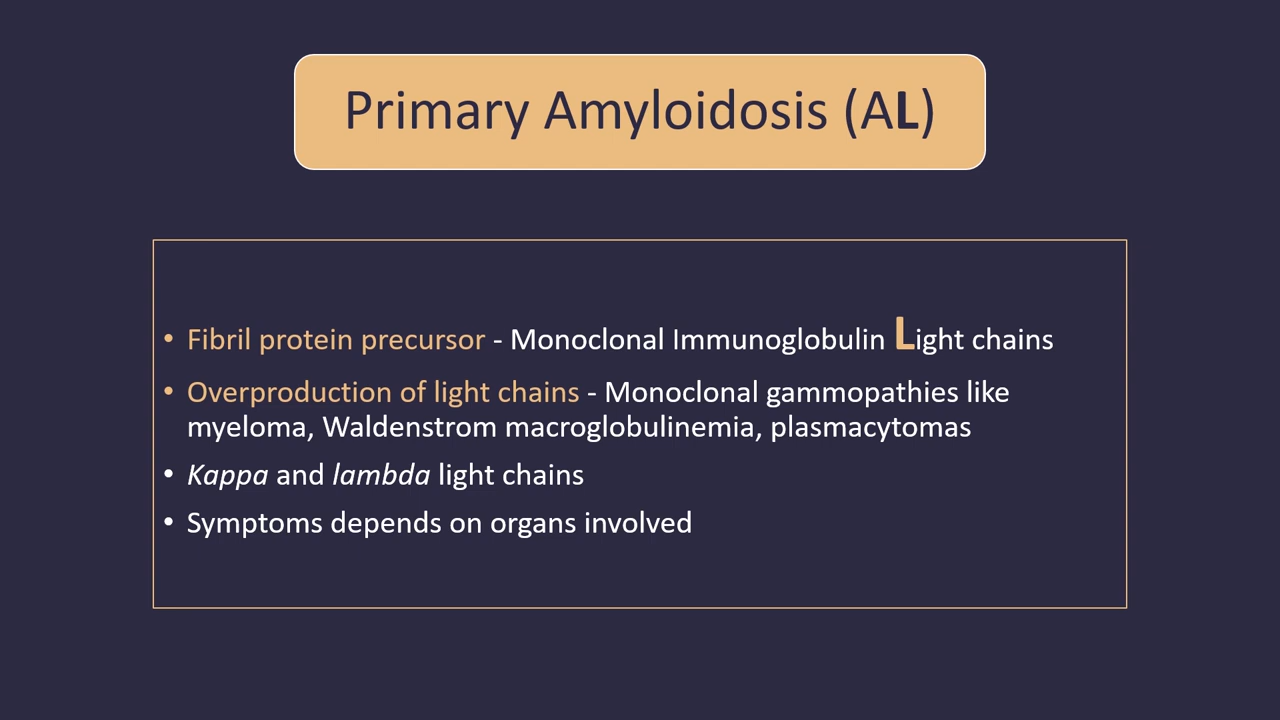 Primary Amyloidosis (AL)
• Fibril protein precursor - Monoclonal Immunoglobulin Light chains
• Overproduction of light chains - Monoclonal gammopathies like
myeloma, Waldenstrom macroglobulinemia, plasmacytomas
• Kappa and lambda light chains
• Symptoms depends on organs involved